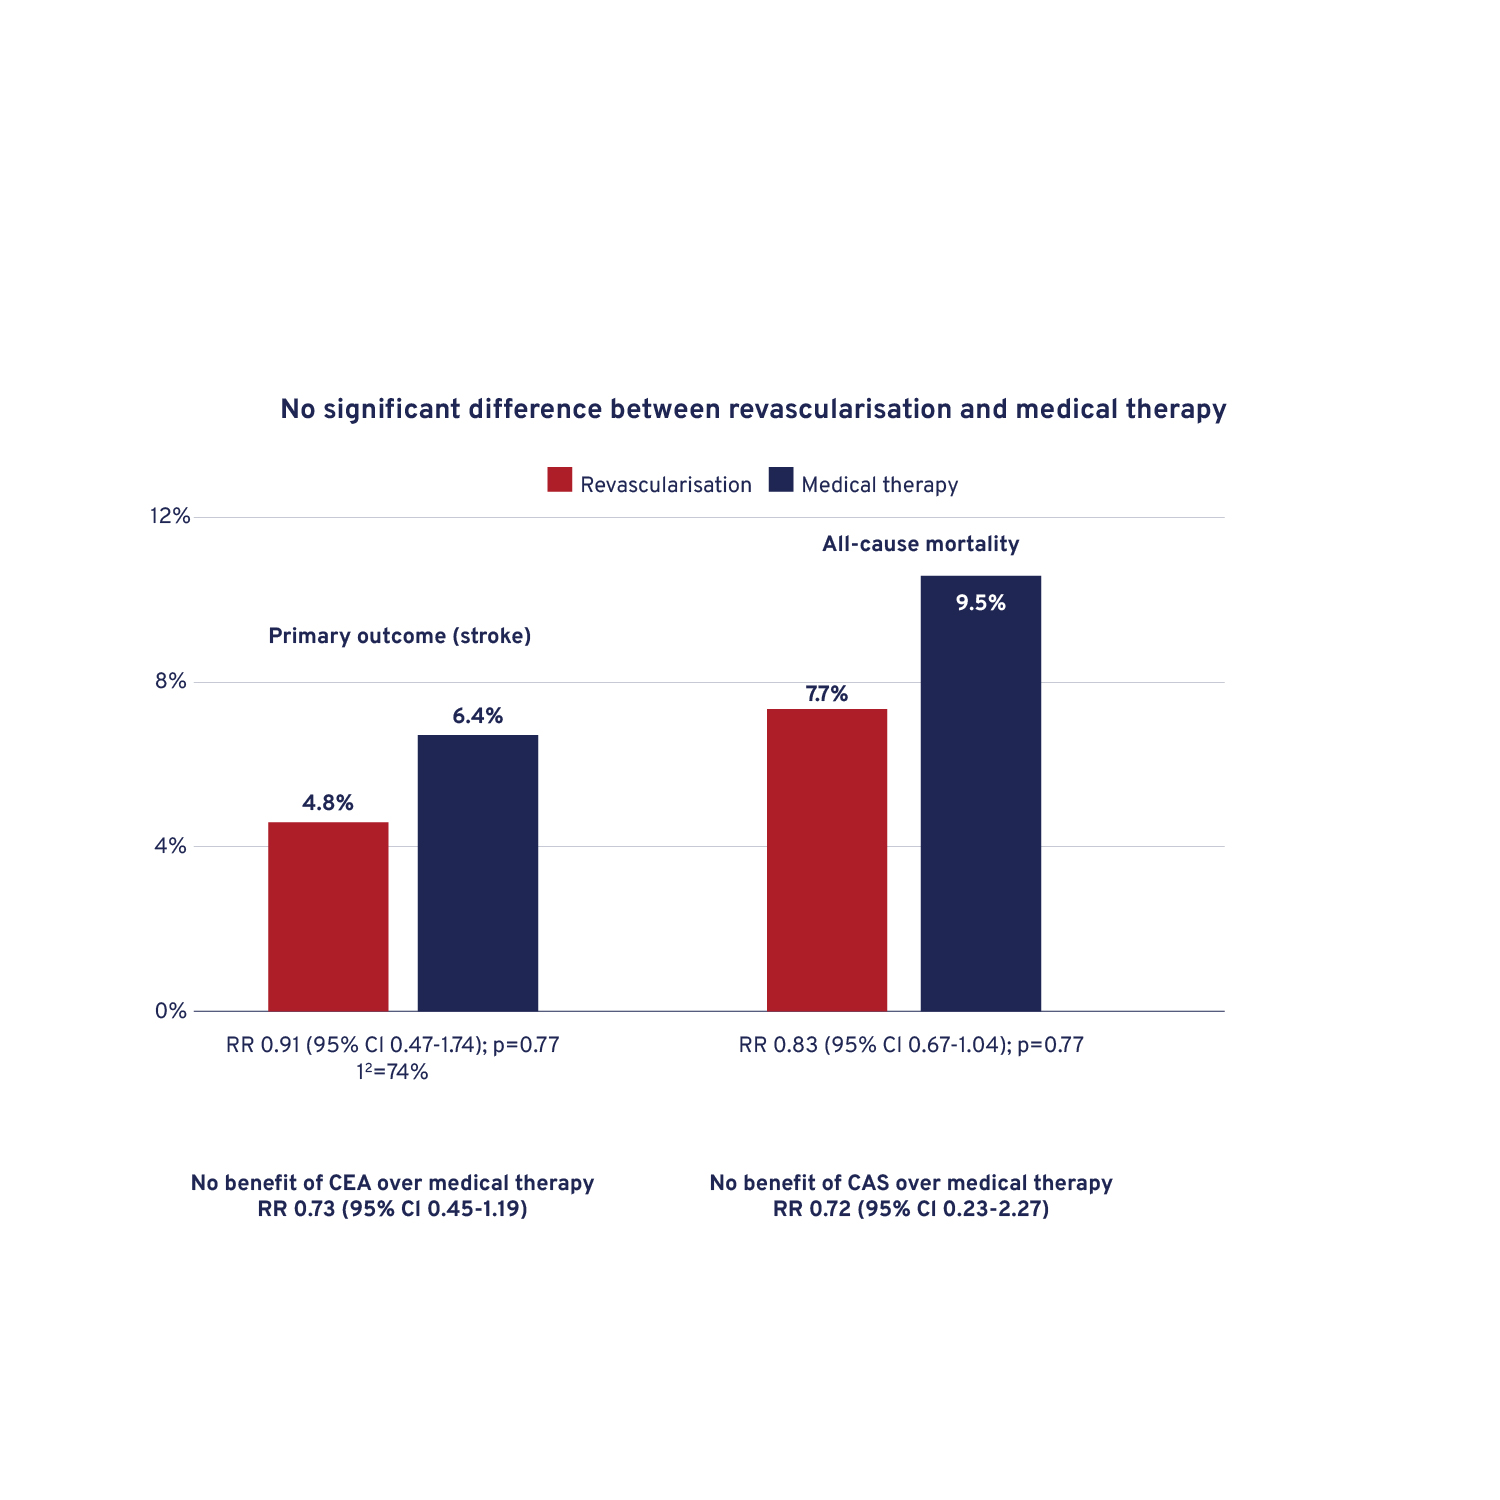 No significant difference between revascularisation and medical therapy
Revascularisation Medical therapy
12%
All-cause mortality
9.5%
Primary outcome (stroke)
8%
7.7%
6.4%
4.8%
4%
0%
RR 0.91 (95% CI 0.47-1.74); p=0.77
1²=74%
RR 0.83 (95% CI 0.67-1.04); p=0.77
No benefit of CEA over medical therapy
RR 0.73 (95% CI 0.45-1.19)
No benefit of CAS over medical therapy
RR 0.72 (95% CI 0.23-2.27)